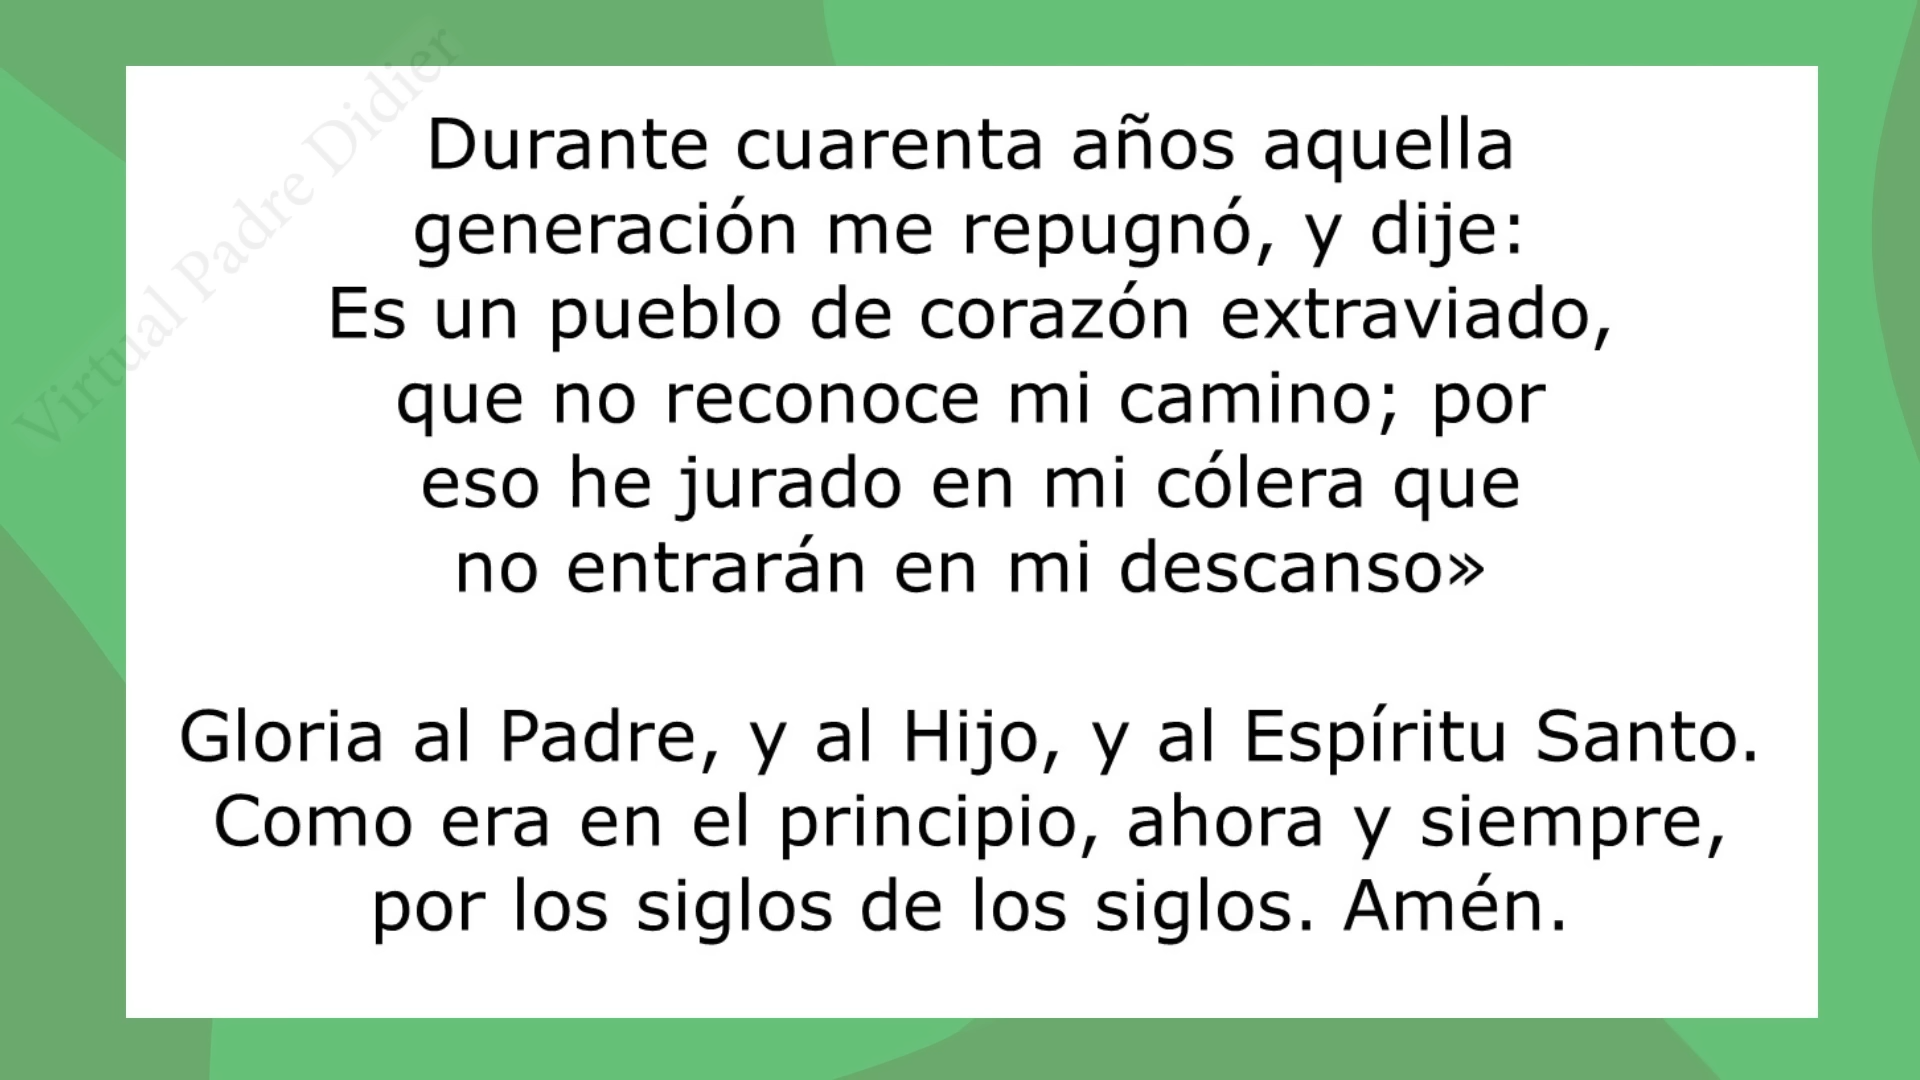 Virtual Padre Didier
Durante cuarenta años aquella
generación me repugnó, y dije:
Es un pueblo de corazón extraviado,
que no reconoce mi camino; por
eso he jurado en mi cólera que
no entrarán en mi descanso»
Gloria al Padre, y al Hijo, y al Espíritu Santo.
Como era en el principio, ahora y siempre,
por los siglos de los siglos. Amén.